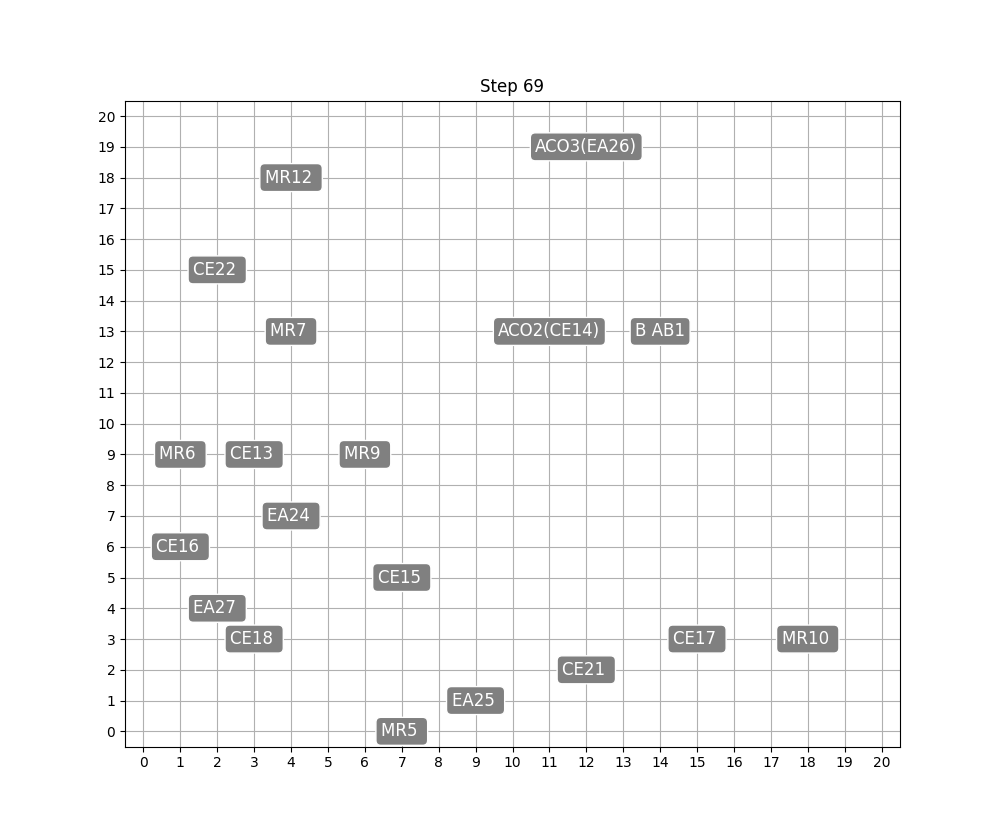 Step 69
20
19
18
17
16
15
14
13
12
11
10
9
8
7
6
5
4
3
2
1
0
ACO3(EA26)
MR12
CE22
MR7
ACO2(CE14)
B AB1
MR6
CE13
MR9
EA24
CE16
CE15
EA27
CE18
CE17
MR10
CE21
EA25
MR5
0 1 2 3 4 5 6 7 8 9 10 11 12 13 14 15 16 17 18 19 20